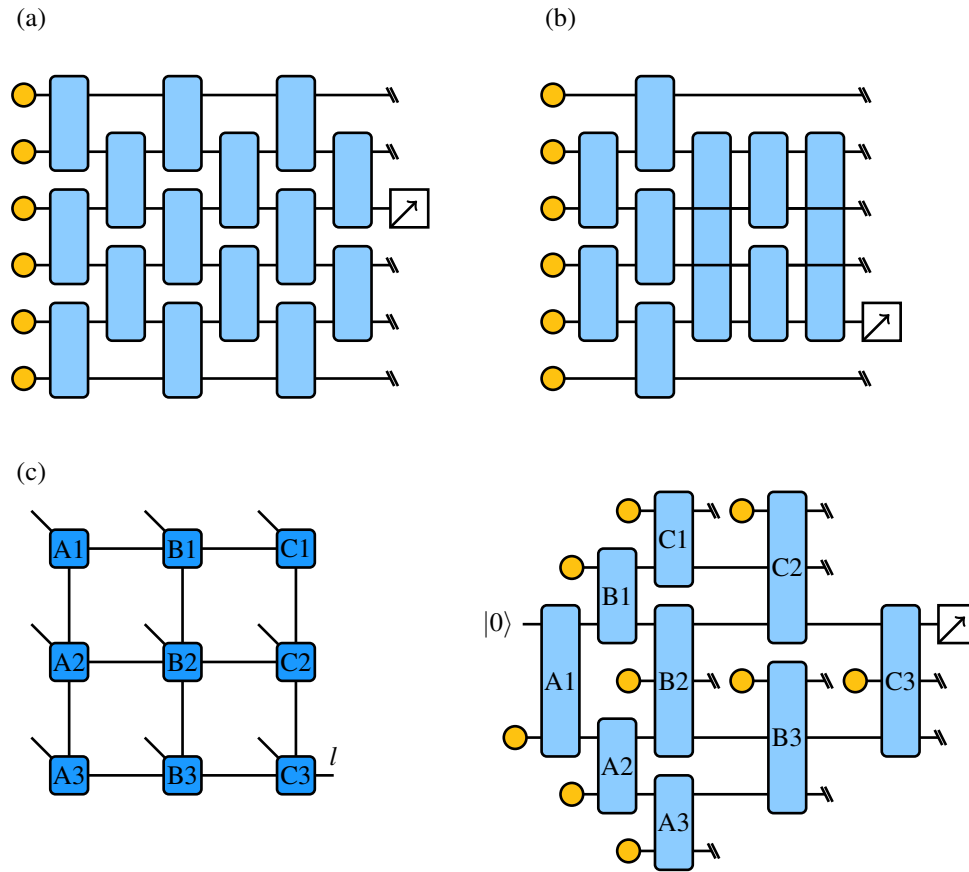 (a)
(b)
(c)
A1 B1 C1
A2 B2 C2
A3 B3 C3 l
C1 C2
B1
|0⟩
A1 B2 C3
A2 B3
A3